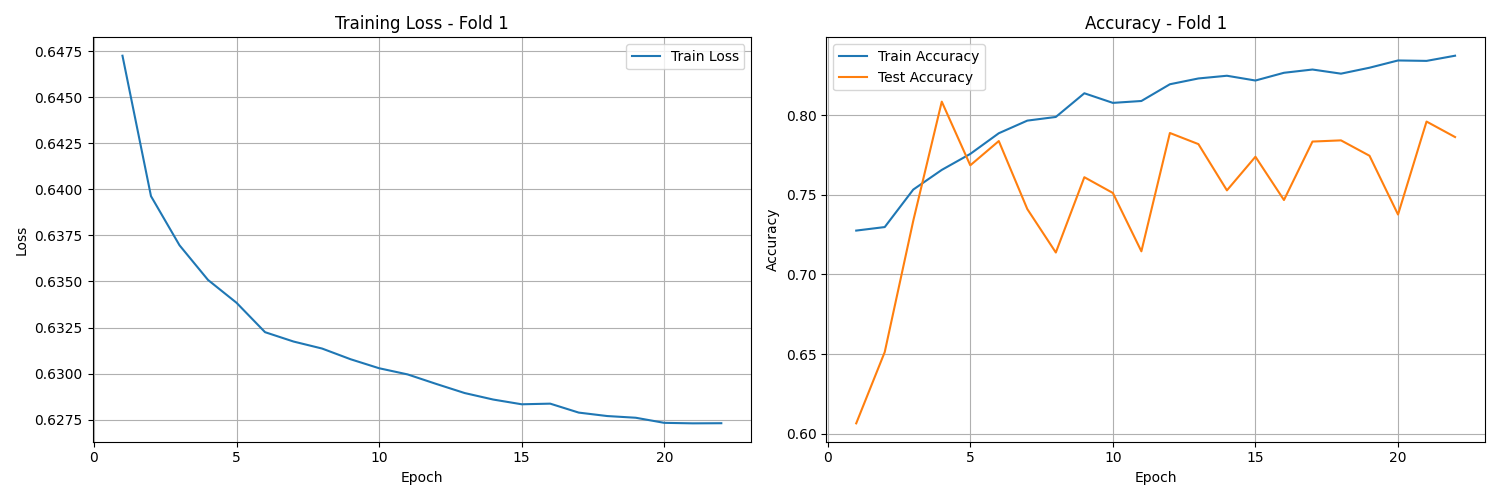 Training Loss - Fold 1
0.6475
0.6450
0.6425
0.6400
0.6375
0.6350
0.6325
0.6300
0.6275
Loss
Train Loss
0
5
10
15
20
Epoch
Accuracy - Fold 1
Train Accuracy
Test Accuracy
0.80
0.75
0.70
0.65
0.60
Accuracy
0
5
10
15
20
Epoch